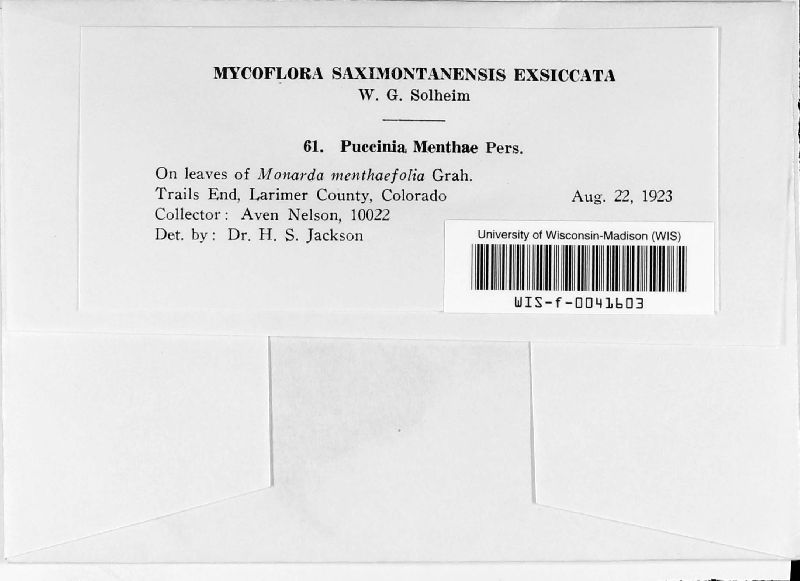 MYCOFLORA SAXIMONTANENSIS EXSICCATA
W. G. Solheim
61. Puccinia Menthae Pers.
On leaves of Monarda menthaefolia Grah.
Trails End, Larimer County, Colorado Aug. 22, 1923
Collector: Aven Nelson, 10022
Det. by: Dr. H. S. Jackson
University of Wisconsin-Madison (WIS)
WIS-f-0041603